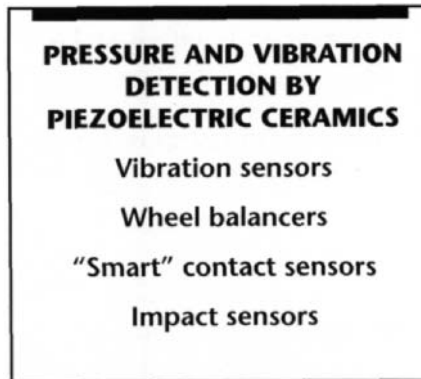 PRESSURE AND VIBRATION
DETECTION BY
PIEZOELECTRIC CERAMICS
Vibration sensors
Wheel balancers
“Smart” contact sensors
Impact sensors